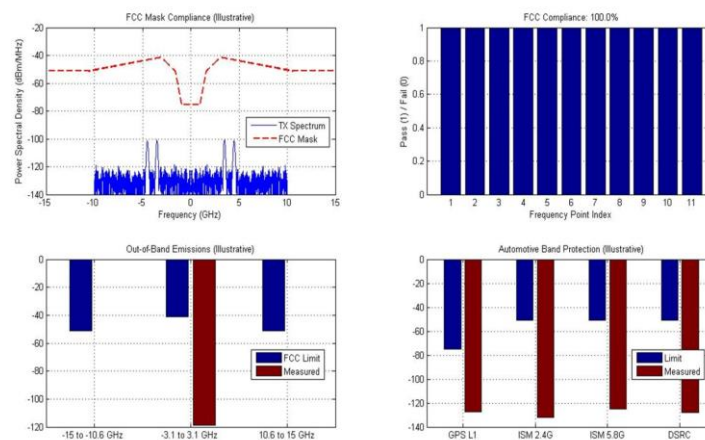 FCC Mask Compliance (Illustrative)
Power Spectral Density (dBm/MHz)
-20
-40
-60
-80
-100
-120
-140
TX Spectrum
FCC Mask
-15
-10
-5
0
5
10
15
Frequency (GHz)
FCC Compliance: 100.0%
Pass (1) / Fail (0)
1
0.8
0.6
0.4
0.2
0
1 2 3 4 5 6 7 8 9 10 11
Frequency Point Index
Out-of-Band Emissions (Illustrative)
0
-20
-40
-60
-80
-100
-120
FCC Limit
Measured
-15 to -10.6 GHz
-3.1 to 3.1 GHz
10.6 to 15 GHz
Automotive Band Protection (Illustrative)
0
-20
-40
-60
-80
-100
-120
-140
Limit
Measured
GPS L1
ISM 2.4G
ISM 5.8G
DSRC